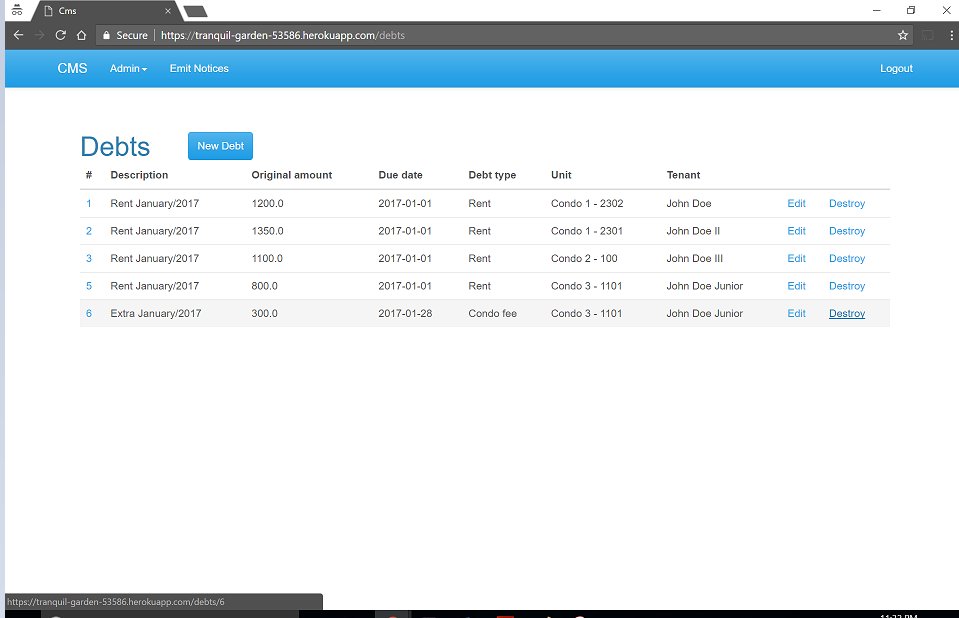 Cms
Secure https://tranquil-garden-53586.herokuapp.com/debts
CMS Admin Emit Notices Logout
Debts New Debt
# Description Original amount Due date Debt type Unit Tenant
1 Rent January/2017 1200.0 2017-01-01 Rent Condo 1 - 2302 John Doe Edit Destroy
2 Rent January/2017 1350.0 2017-01-01 Rent Condo 1 - 2301 John Doe II Edit Destroy
3 Rent January/2017 1100.0 2017-01-01 Rent Condo 2 - 100 John Doe III Edit Destroy
5 Rent January/2017 800.0 2017-01-01 Rent Condo 3 - 1101 John Doe Junior Edit Destroy
6 Extra January/2017 300.0 2017-01-28 Condo fee Condo 3 - 1101 John Doe Junior Edit Destroy
https://tranquil-garden-53586.herokuapp.com/debts/6